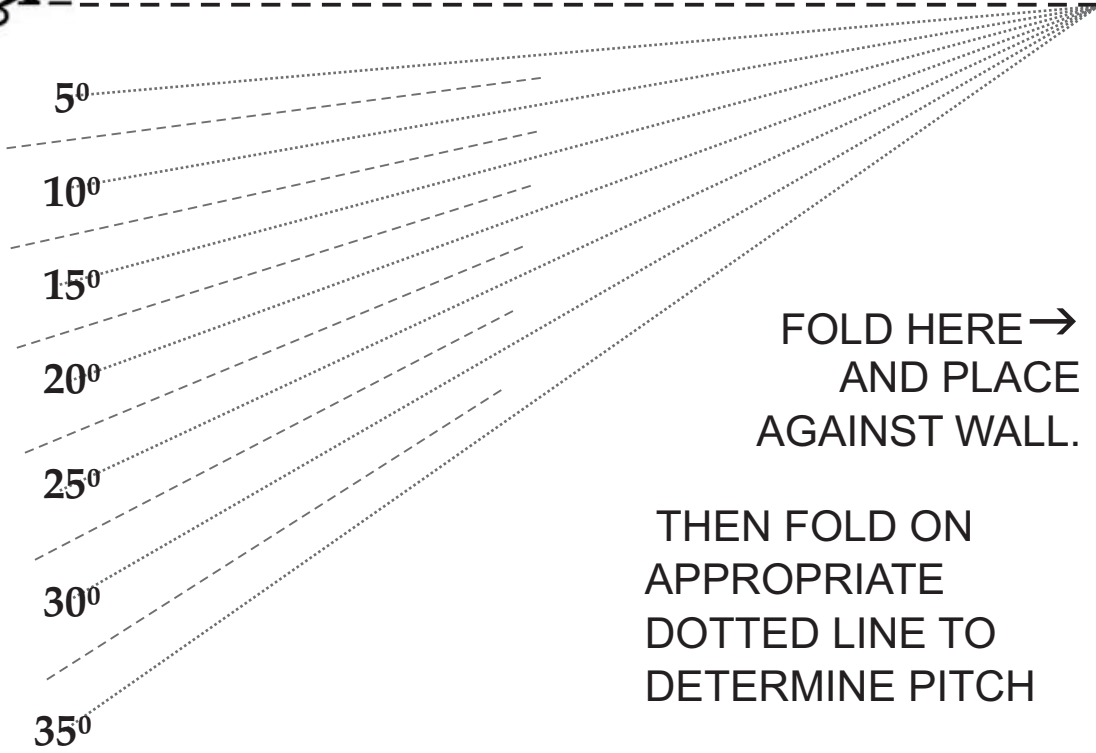 5⁰
10⁰
15⁰
20⁰
25⁰
30⁰
35⁰
FOLD HERE→
AND PLACE
AGAINST WALL.
THEN FOLD ON
APPROPRIATE
DOTTED LINE TO
DETERMINE PITCH